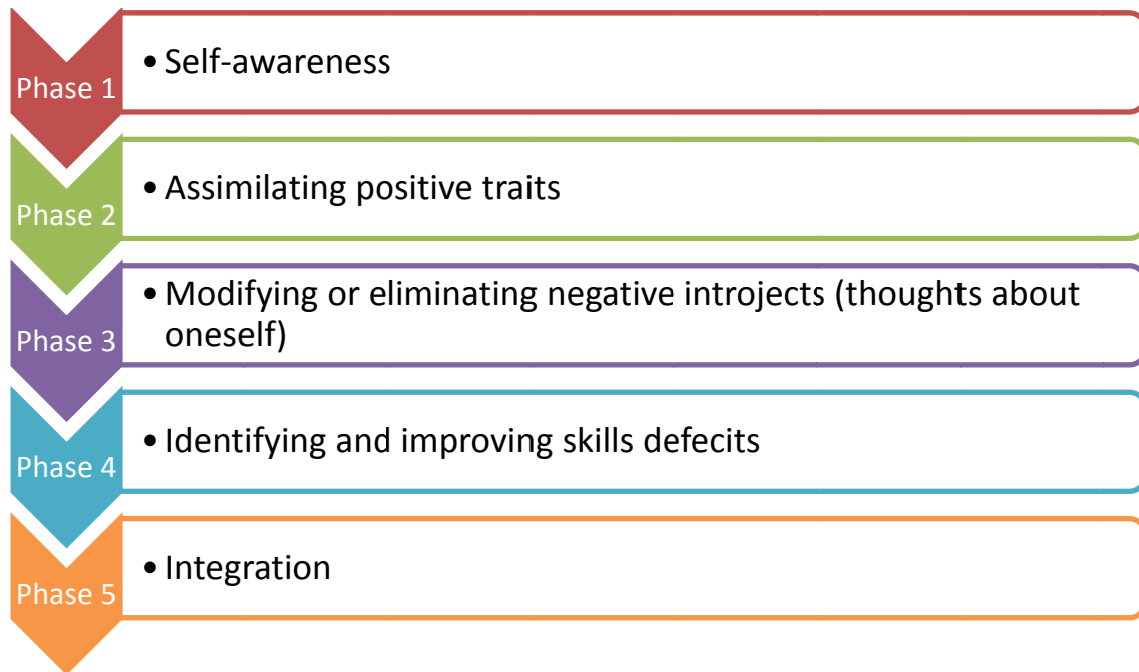 Phase 1
• Self-awareness
Phase 2
• Assimilating positive traits
Phase 3
• Modifying or eliminating negative introjects (thoughts about
oneself)
Phase 4
• Identifying and improving skills defecits
Phase 5
• Integration